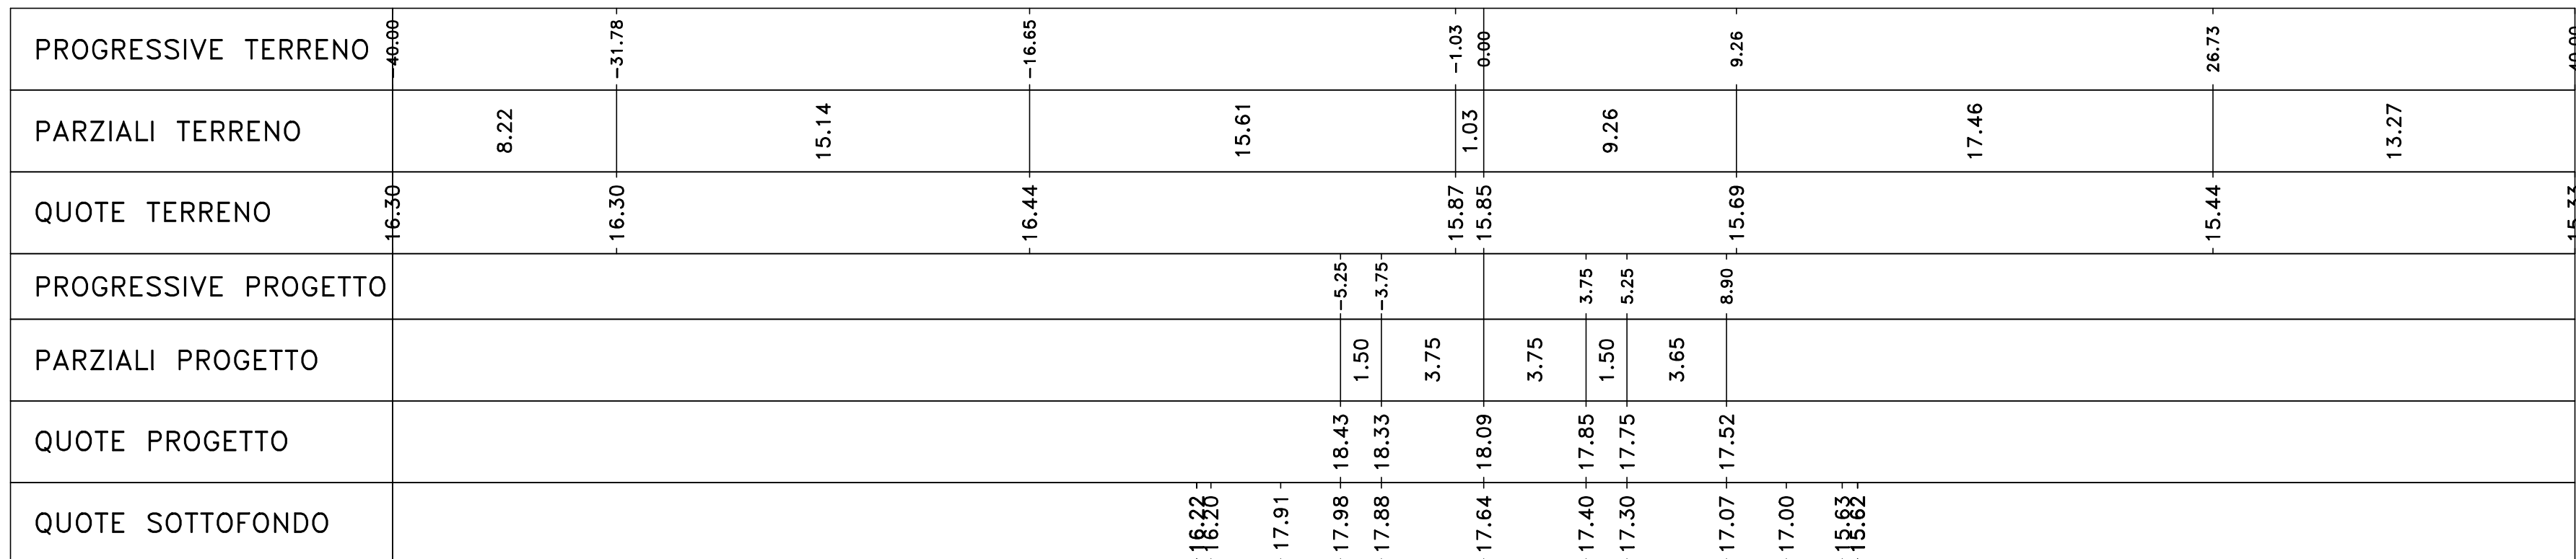 PROGRESSIVE TERRENO -40.00 -31.78 -16.65 -1.03 0.00 9.26 26.73 40.00
PARZIALI TERRENO 8.22 15.14 15.61 1.03 9.26 17.46 13.27
QUOTE TERRENO 16.30 16.30 16.44 15.87 15.85 15.69 15.44 15.33
PROGRESSIVE PROGETTO -5.25 -3.75 3.75 5.25 8.90
PARZIALI PROGETTO 1.50 3.75 3.75 1.50 3.65
QUOTE PROGETTO 18.43 18.33 18.09 17.85 17.75 17.52
QUOTE SOTTOFONDO 16.22 16.20 17.91 17.98 17.88 17.64 17.40 17.30 17.07 17.00 15.63 15.62